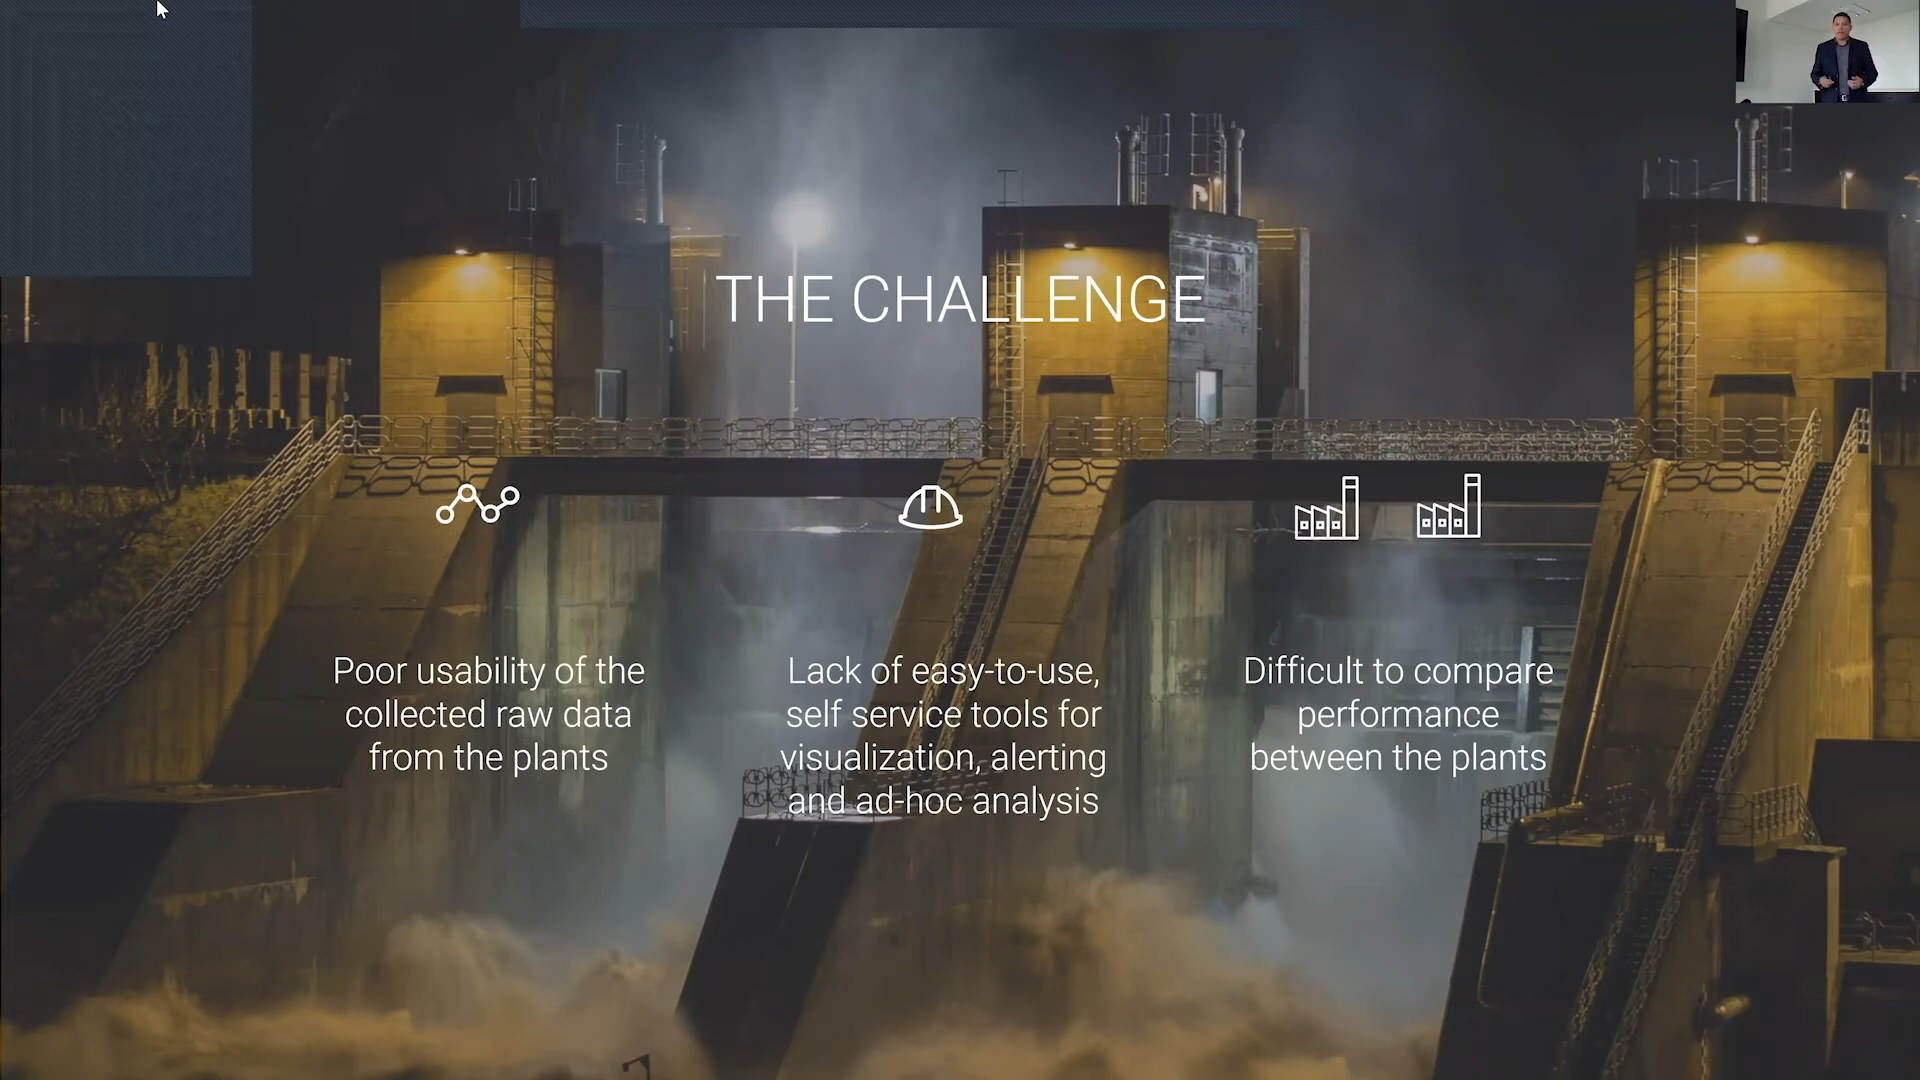 THE CHALLENGE
Poor usability of the
collected raw data
from the plants
Lack of easy-to-use,
self service tools for
visualization, alerting
and ad-hoc analysis
Difficult to compare
performance
between the plants